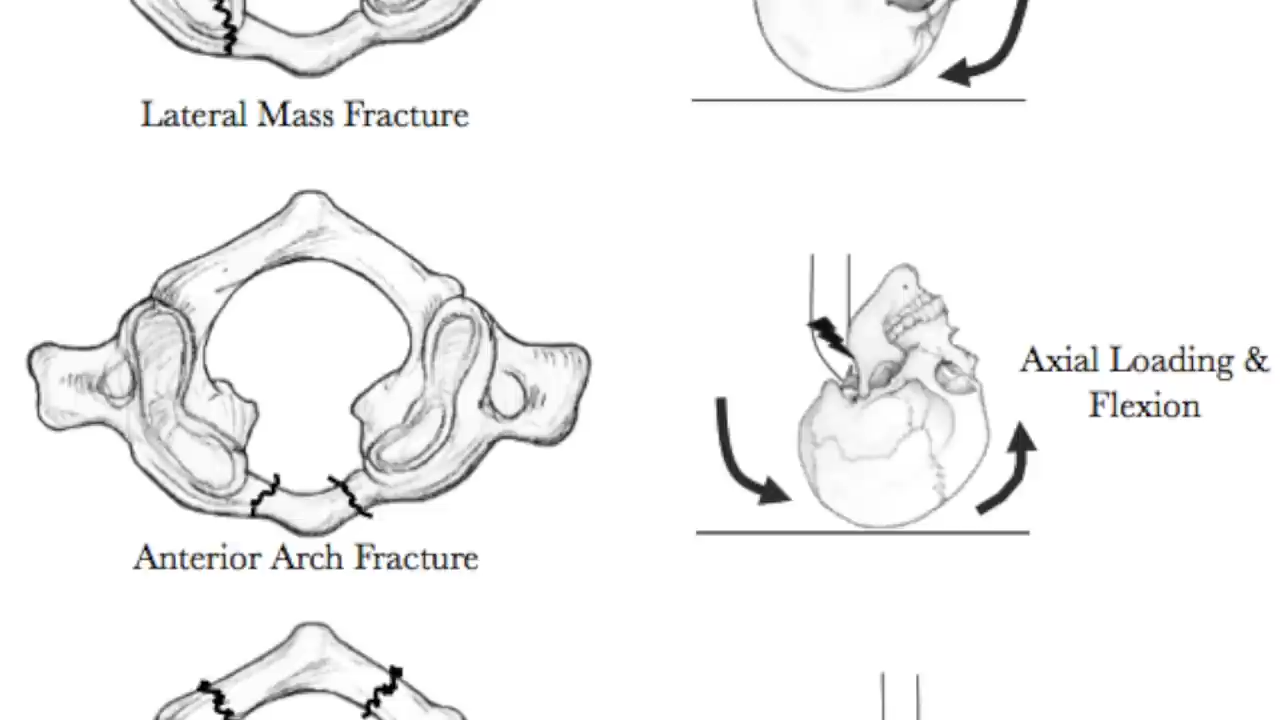 Lateral Mass Fracture
Axial Loading &
Flexion
Anterior Arch Fracture